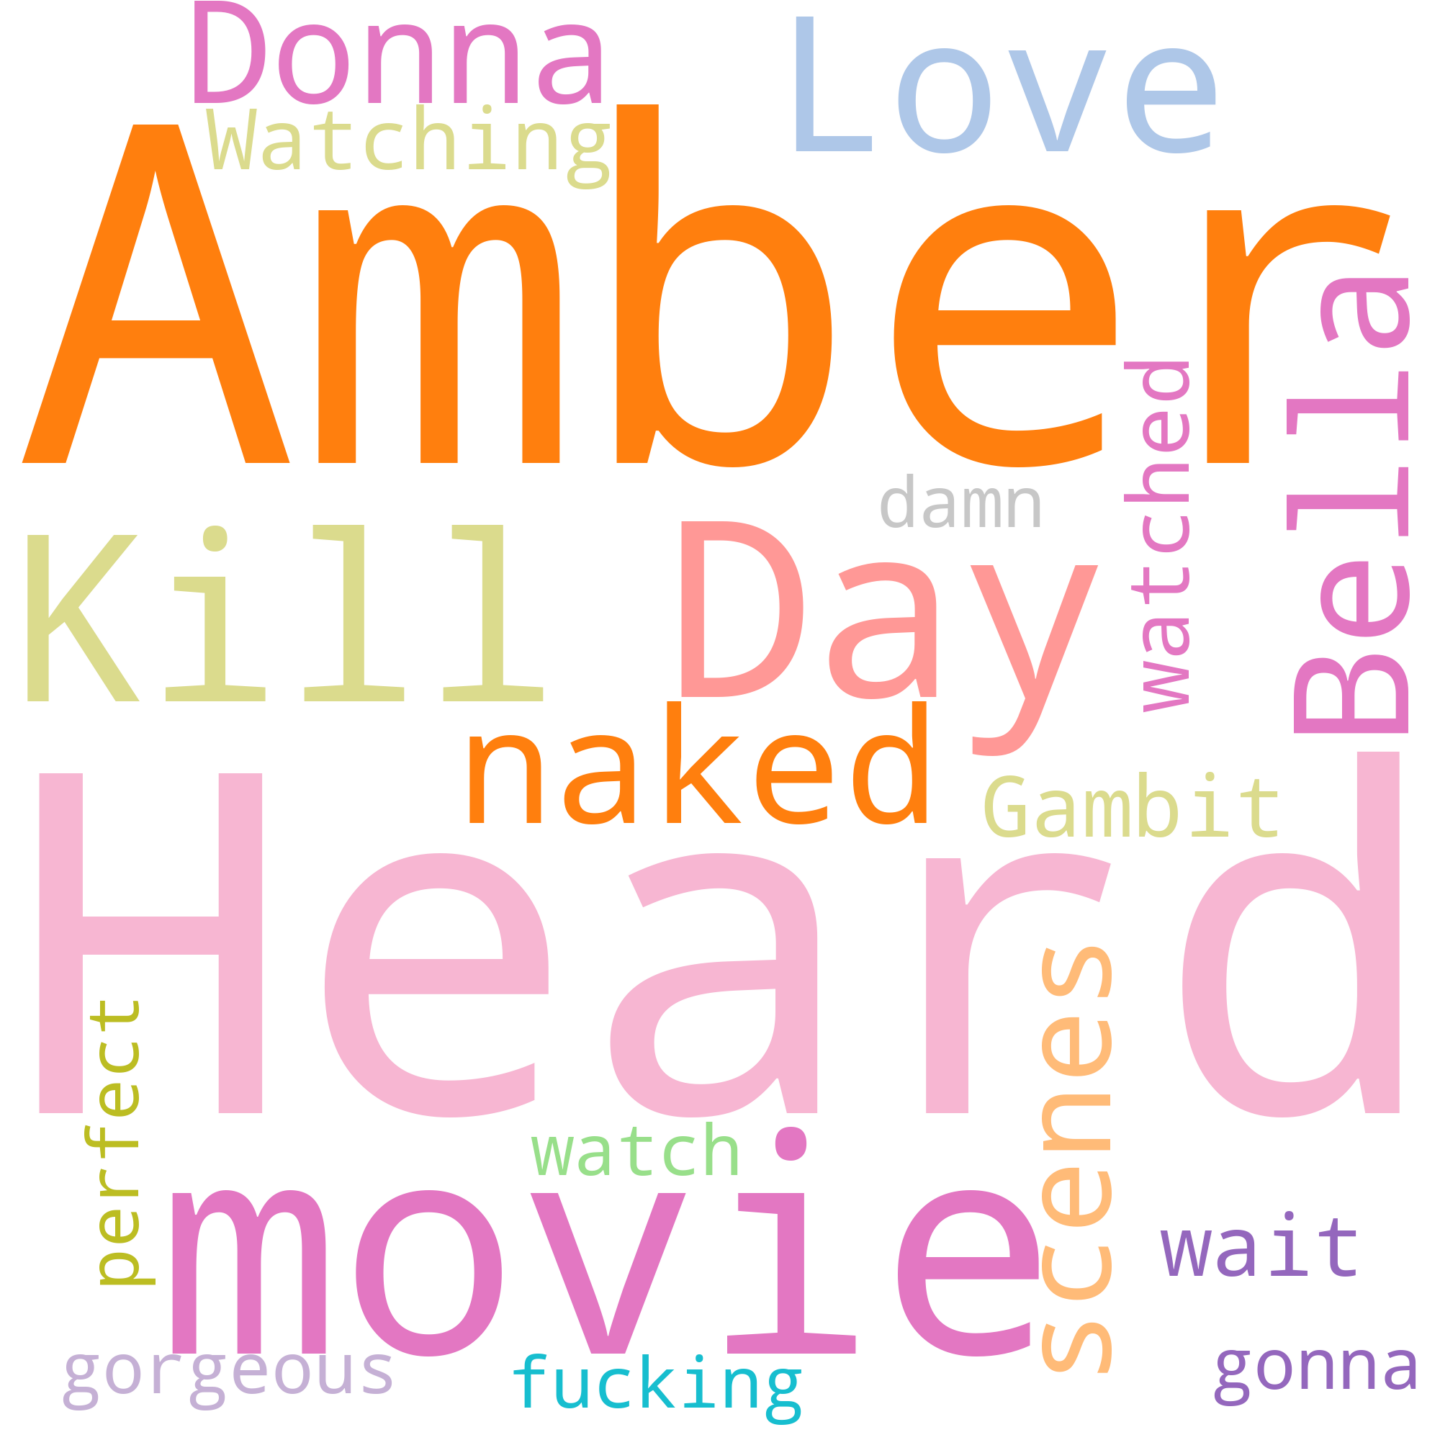 Donna
Love
Watching
Amber
Bella
watched
damn
Kill
Day
naked
Gambit
Heard
scenes
perfect
watch
movie
wait
gorgeous
fucking
gonna